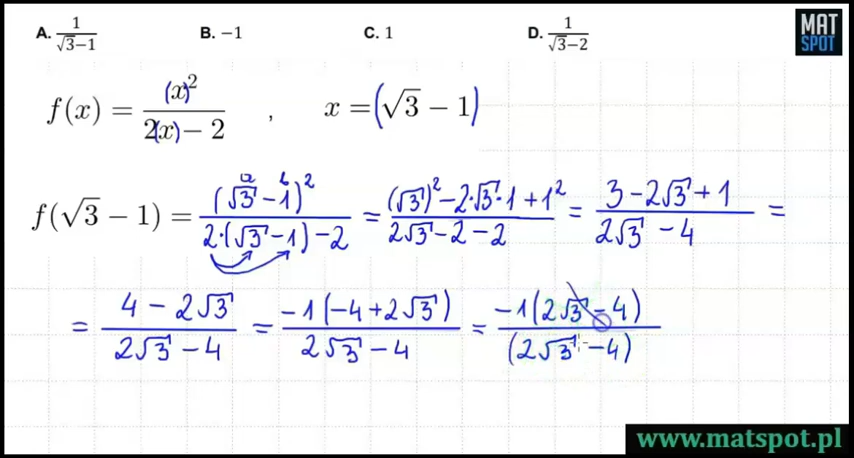 A. 1/(√3−1) B. −1 C. 1 D. 1/(√3−2) MAT SPOT
f(x) = (x)²/(2(x) − 2) , x = (√3 − 1)
f(√3 − 1) = (√3 − 1)²/(2·(√3 − 1) − 2) = ((√3)² − 2·√3·1 + 1²)/(2√3 − 2 − 2) = (3 − 2√3 + 1)/(2√3 − 4) =
= (4 − 2√3)/(2√3 − 4) = −1(−4 + 2√3)/(2√3 − 4) = −1(2√3 − 4)/(2√3 − 4)
www.matspot.pl